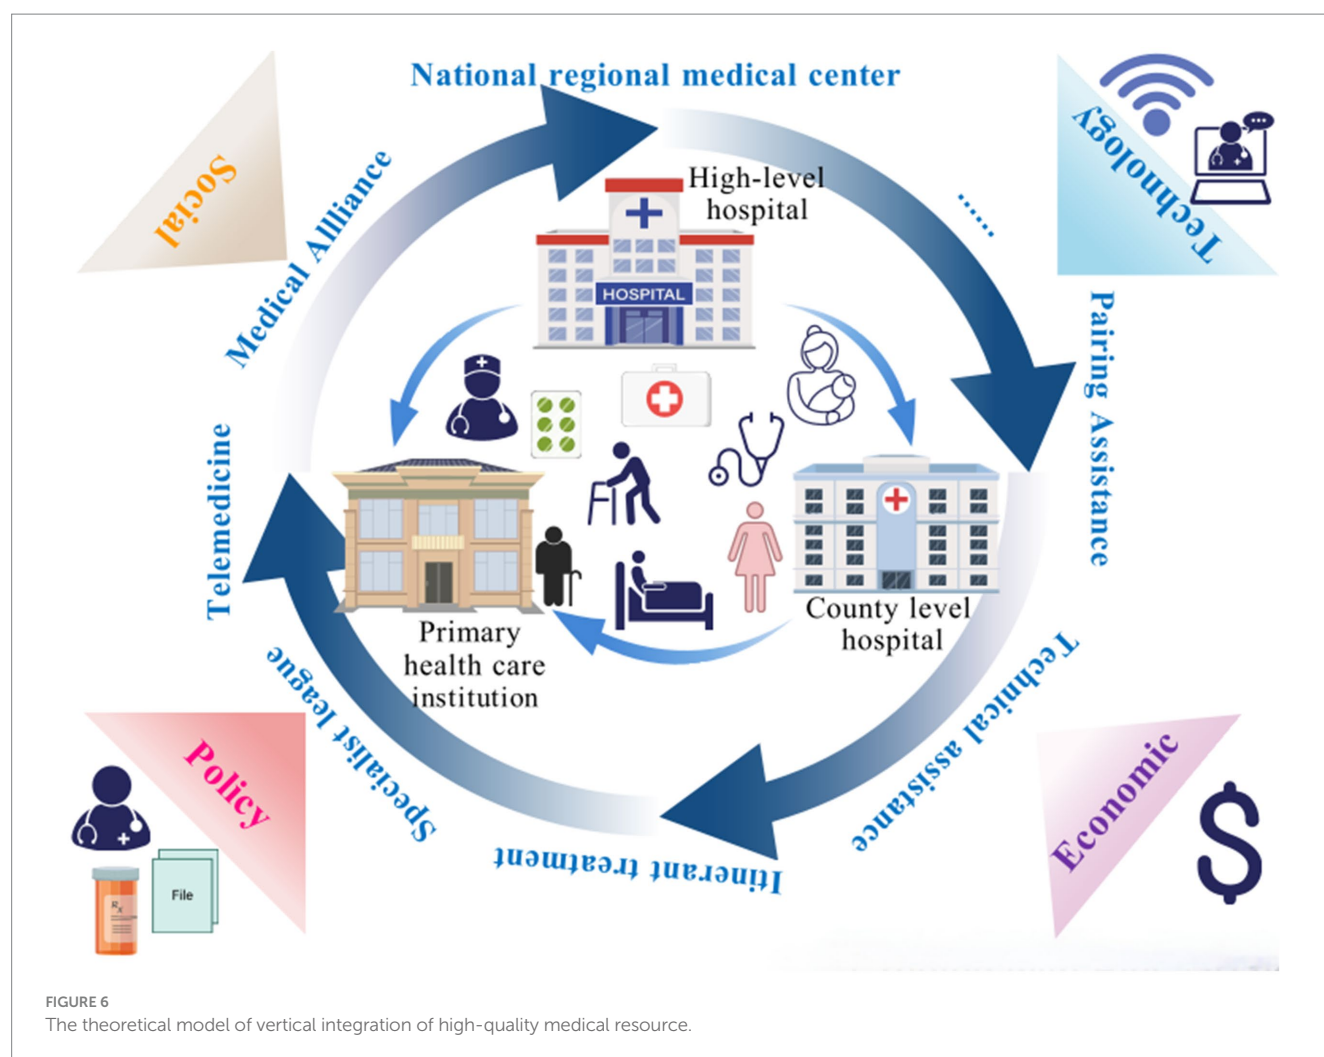 National regional medical center
Technology
Social
Medical Allliance
High-level
hospital
......
HOSPITAL
Pairing Assistance
Telemedicine
County level
hospital
Primary
health care
institution
Technical assistance
Specialist league
Policy
Economic
Itinerant treatment
Rx
File
FIGURE 6
The theoretical model of vertical integration of high-quality medical resource.